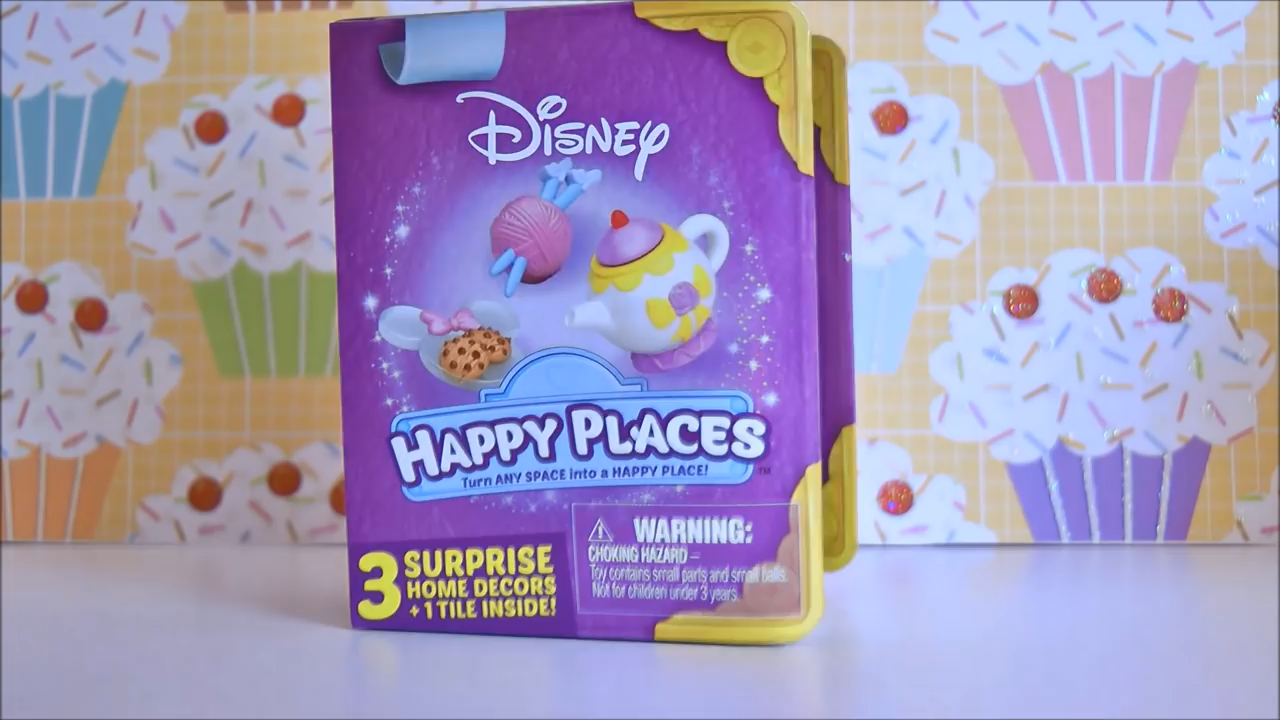 DISNEY
HAPPY PLACES
Turn ANY SPACE into a HAPPY PLACE!
TM
3 SURPRISE
HOME DECORS
+ 1 TILE INSIDE!
WARNING:
CHOKING HAZARD –
Toy contains small parts and small balls.
Not for children under 3 years.